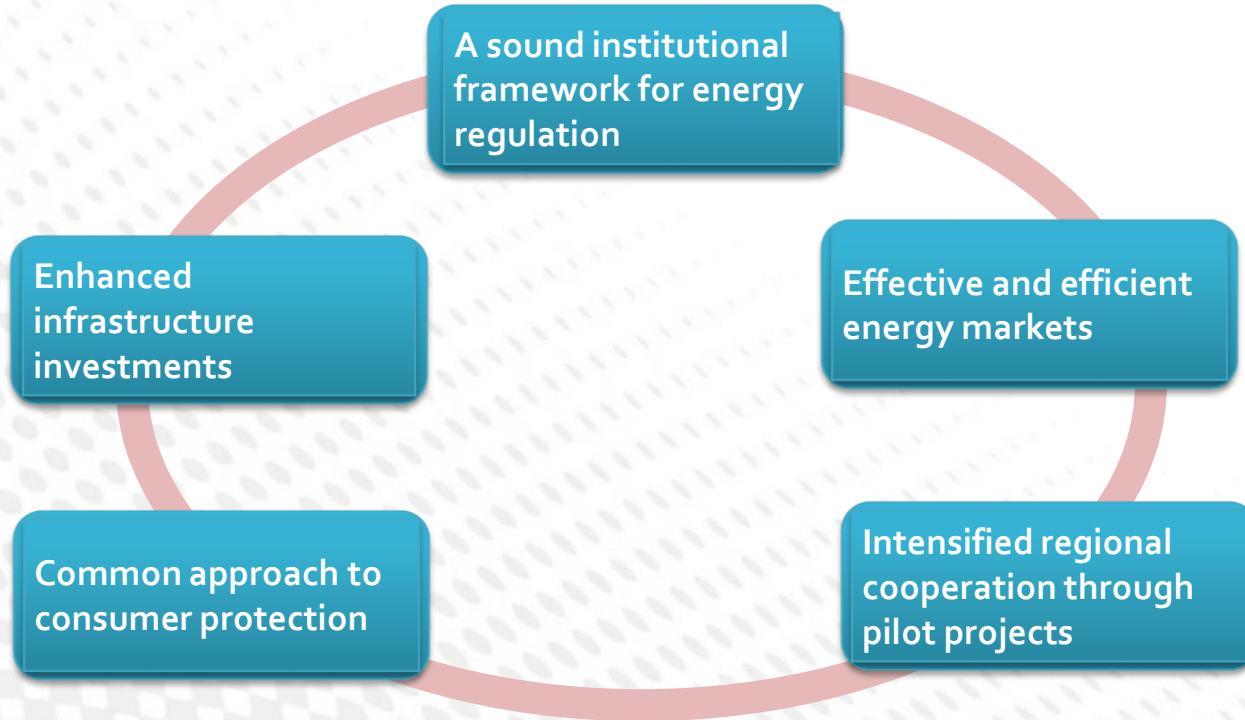 A sound institutional
framework for energy
regulation
Effective and efficient
energy markets
Intensified regional
cooperation through
pilot projects
Common approach to
consumer protection
Enhanced
infrastructure
investments